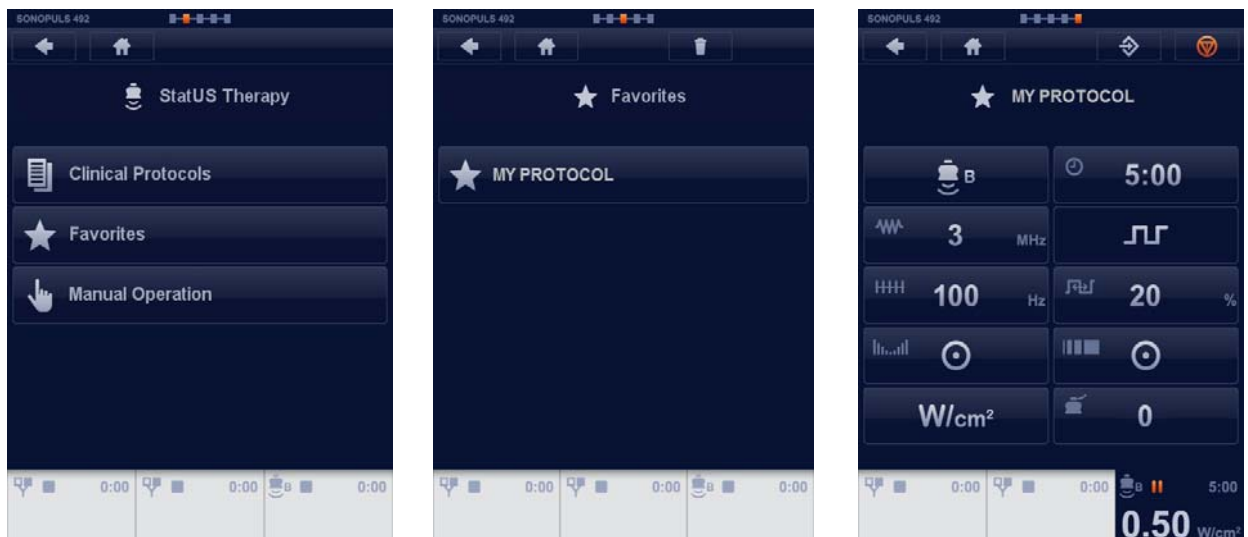 SONOPULS 492
StatUS Therapy
Clinical Protocols
Favorites
Manual Operation
0:00
0:00
B
0:00
SONOPULS 492
Favorites
MY PROTOCOL
0:00
0:00
B
0:00
SONOPULS 492
MY PROTOCOL
B
5:00
3 MHz
100 Hz
20 %
W/cm²
0
0:00
0:00
B
5:00
0.50 W/cm²